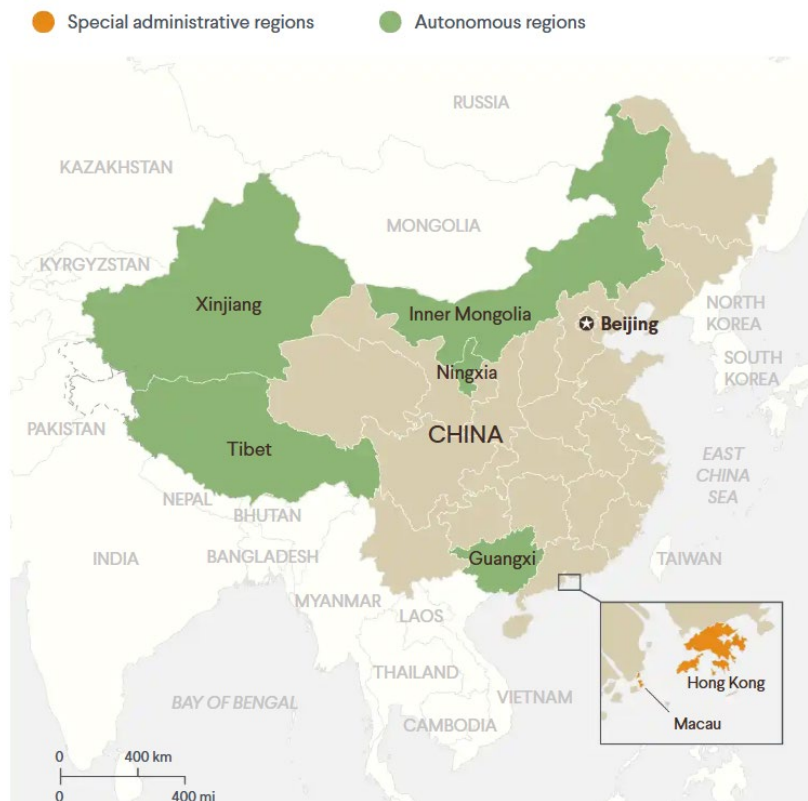 Special administrative regions
Autonomous regions
RUSSIA
KAZAKHSTAN
MONGOLIA
KYRGYZSTAN
Xinjiang
Inner Mongolia
Beijing
NORTH
KOREA
SOUTH
KOREA
Ningxia
PAKISTAN
CHINA
Tibet
EAST
CHINA
SEA
NEPAL
BHUTAN
INDIA
BANGLADESH
Guangxi
TAIWAN
MYANMAR
LAOS
THAILAND
Hong Kong
BAY OF BENGAL
VIETNAM
Macau
CAMBODIA
0
400 km
0
400 mi